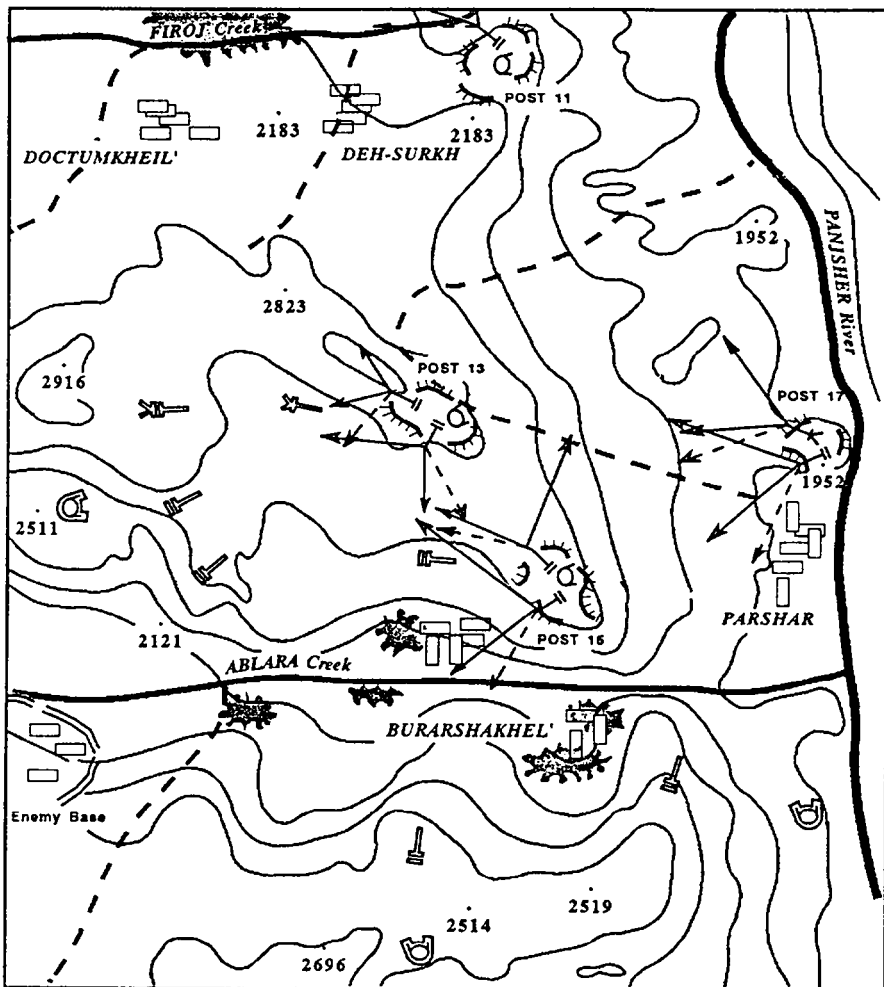 FIROJ Creek
POST 11
2183
2183
DOCTUMKHEIL'
DEH-SURKH
1952
PANJSHER River
2823
2916
POST 13
POST 17
1952
2511
PARSHAR
2121
POST 15
ABLARA Creek
BURARSHAKHEL'
Enemy Base
2519
2514
2696